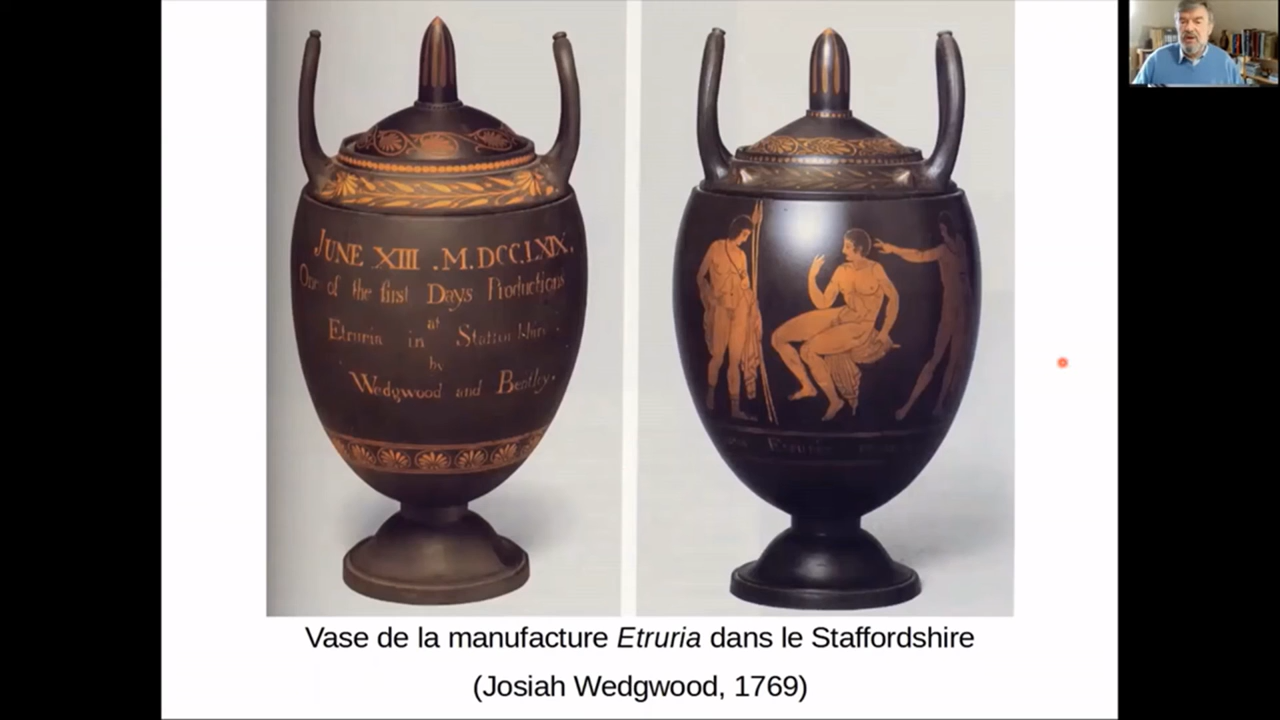 JUNE XIII .M.DCC.LXIX.
One of the first Days Productions
at
Etruria in Staffordshire
by
Wedgwood and Bentley.
Etruria
Vase de la manufacture Etruria dans le Staffordshire
(Josiah Wedgwood, 1769)